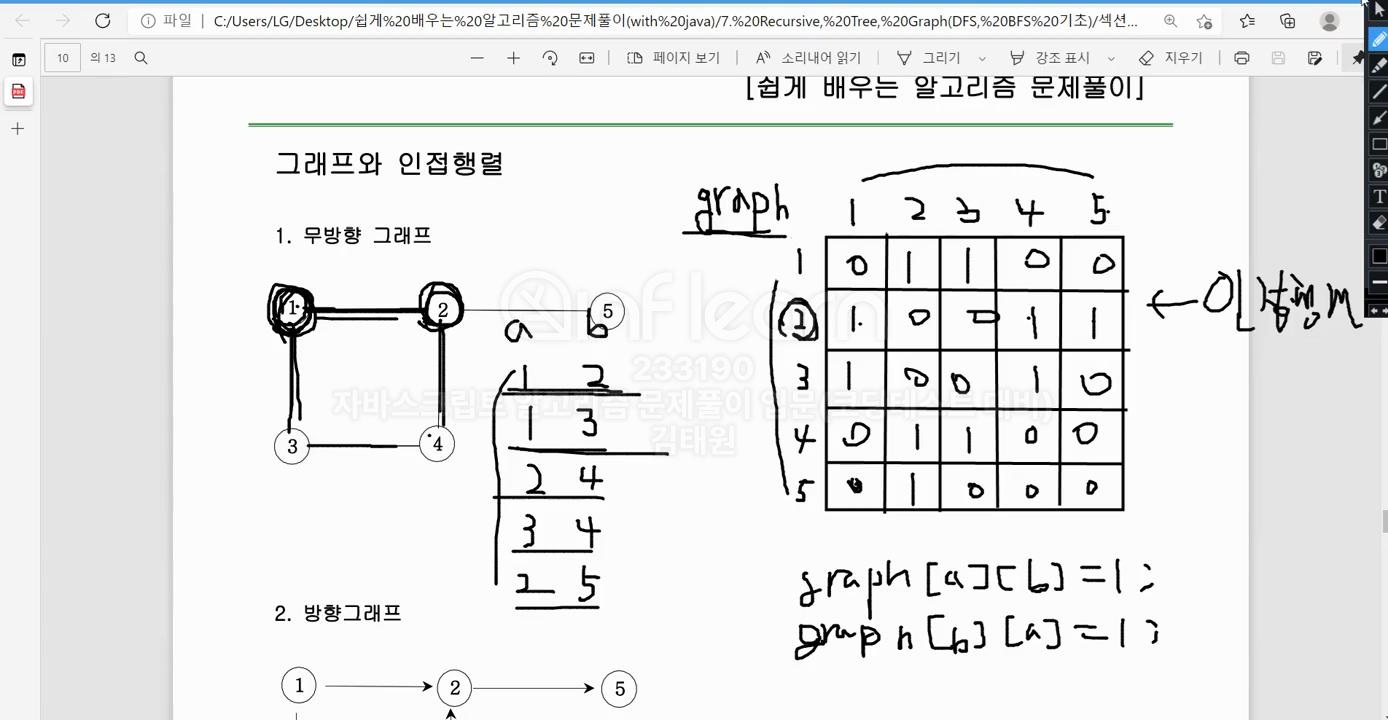 파일
C:/Users/LG/Desktop/쉽게%20배우는%20알고리즘%20문제풀이(with%20java)/7.%20Recursive,%20Tree,%20Graph(DFS,%20BFS%20기초)/섹션...
10 의 13
페이지 보기
소리내어 읽기
그리기
강조 표시
지우기
[쉽게 배우는 알고리즘 문제풀이]
그래프와 인접행렬
1. 무방향 그래프
1 2 5
3 4
a b
1 2
1 3
2 4
3 4
2 5
graph
1 2 3 4 5
1 0 1 1 0 0
2 1 0 0 1 1
3 1 0 0 1 0
4 0 1 1 0 0
5 0 1 0 0 0
graph[a][b]=1;
graph[b][a]=1;
inflearn
233190
자바스크립트 알고리즘 문제풀이 입문(코딩테스트 대비)
김태원
2. 방향그래프
1 2 5
T